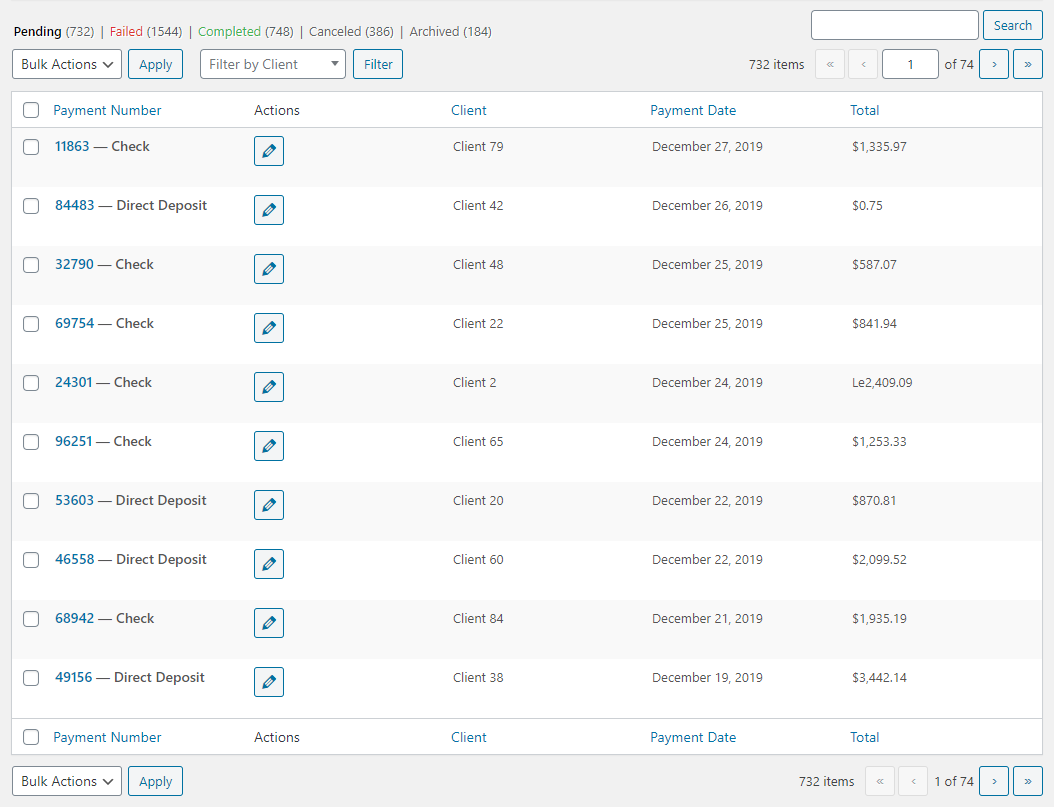 Pending (732) | Failed (1544) | Completed (748) | Canceled (386) | Archived (184)
Search
Bulk Actions Apply Filter by Client Filter 732 items « ‹ 1 of 74 › »
Payment Number Actions Client Payment Date Total
11863 — Check Client 79 December 27, 2019 $1,335.97
84483 — Direct Deposit Client 42 December 26, 2019 $0.75
32790 — Check Client 48 December 25, 2019 $587.07
69754 — Check Client 22 December 25, 2019 $841.94
24301 — Check Client 2 December 24, 2019 Le2,409.09
96251 — Check Client 65 December 24, 2019 $1,253.33
53603 — Direct Deposit Client 20 December 22, 2019 $870.81
46558 — Direct Deposit Client 60 December 22, 2019 $2,099.52
68942 — Check Client 84 December 21, 2019 $1,935.19
49156 — Direct Deposit Client 38 December 19, 2019 $3,442.14
Payment Number Actions Client Payment Date Total
Bulk Actions Apply 732 items « ‹ 1 of 74 › »